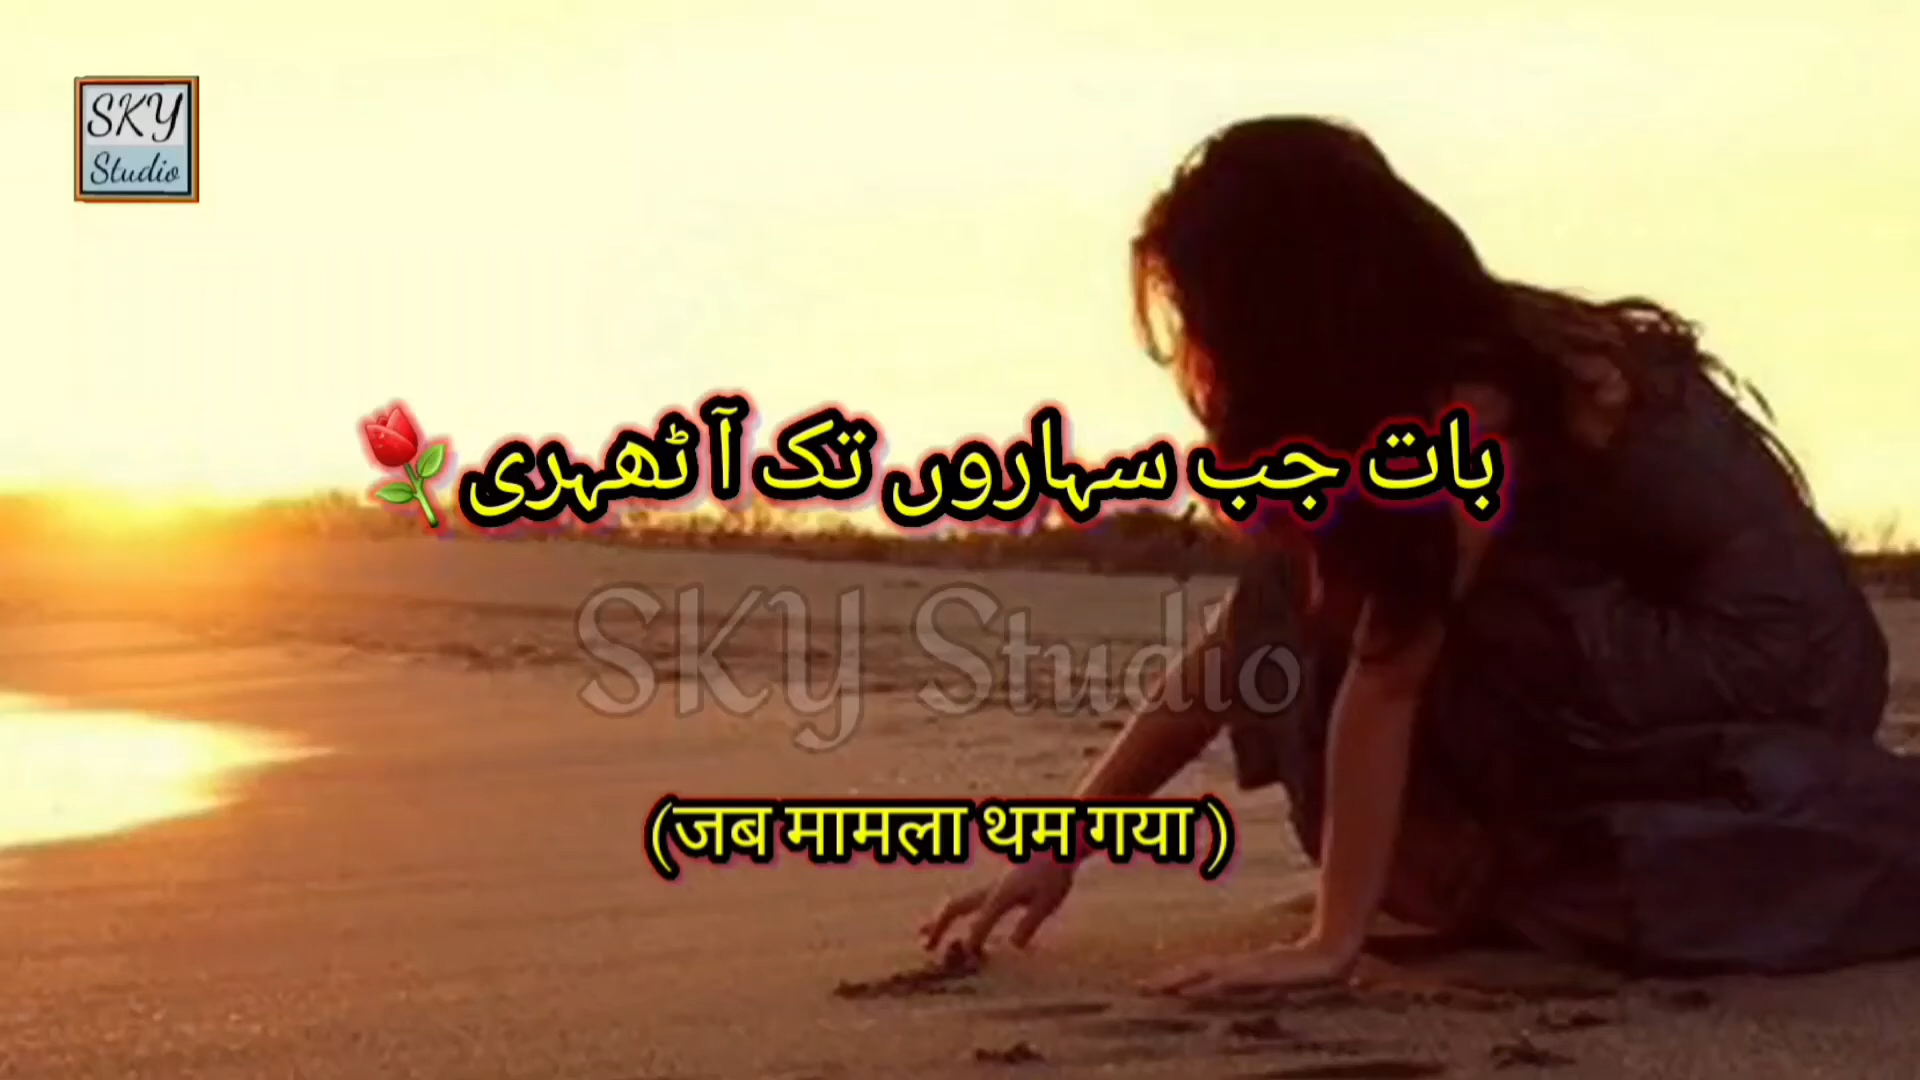 SKY
Studio
بات جب سہاروں تک آ ٹھہری🌹
SKY Studio
(जब मामला थम गया )